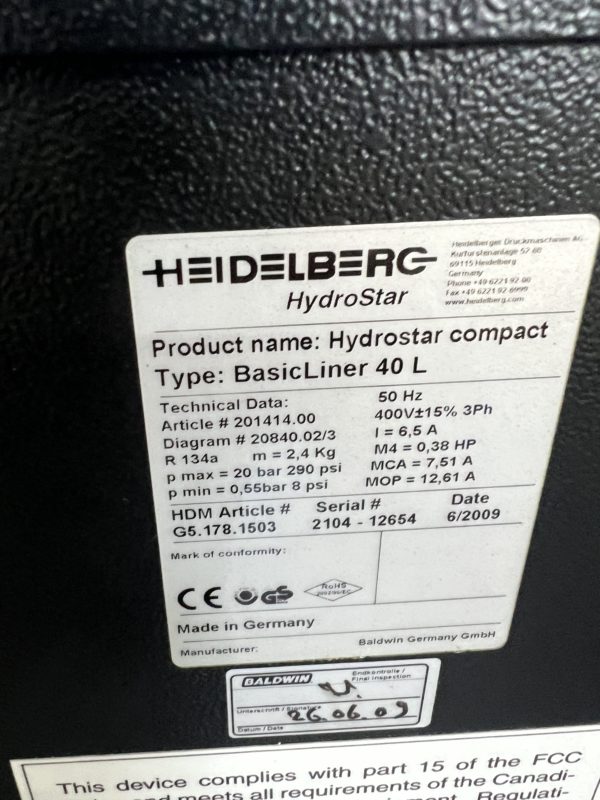 HEIDELBERG
HydroStar
Heidelberger Druckmaschinen AG
Kurfürstenanlage 52-60
69115 Heidelberg
Germany
Phone +49 6221 92-00
Fax +49 6221 92-6999
www.heidelberg.com
Product name: Hydrostar compact
Type: BasicLiner 40 L
Technical Data:
Article # 201414.00
Diagram # 20840.02/3
R 134a m = 2,4 Kg
p max = 20 bar 290 psi
p min = 0,55bar 8 psi
50 Hz
400V±15% 3Ph
I = 6,5 A
M4 = 0,38 HP
MCA = 7,51 A
MOP = 12,61 A
HDM Article # Serial # Date
G5.178.1503 2104 - 12654 6/2009
Mark of conformity:
CE GS RoHS
2002/95/EC
Made in Germany
Manufacturer: Baldwin Germany GmbH
BALDWIN Endkontrolle /
Final inspection
Unterschrift / Signature
26.06.09
Datum / Date
This device complies with part 15 of the FCC
meets all requirements of the Canadi-
Regulati-